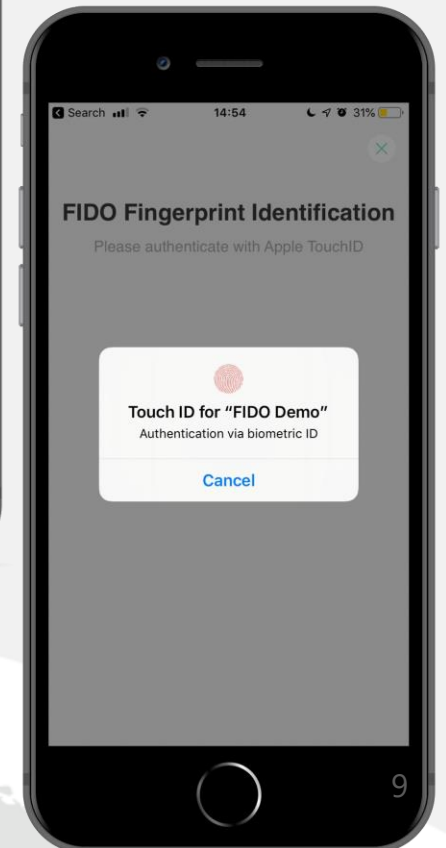 Search 14:54 31%
FIDO Fingerprint Identification
Please authenticate with Apple TouchID
Touch ID for “FIDO Demo”
Authentication via biometric ID
Cancel
9